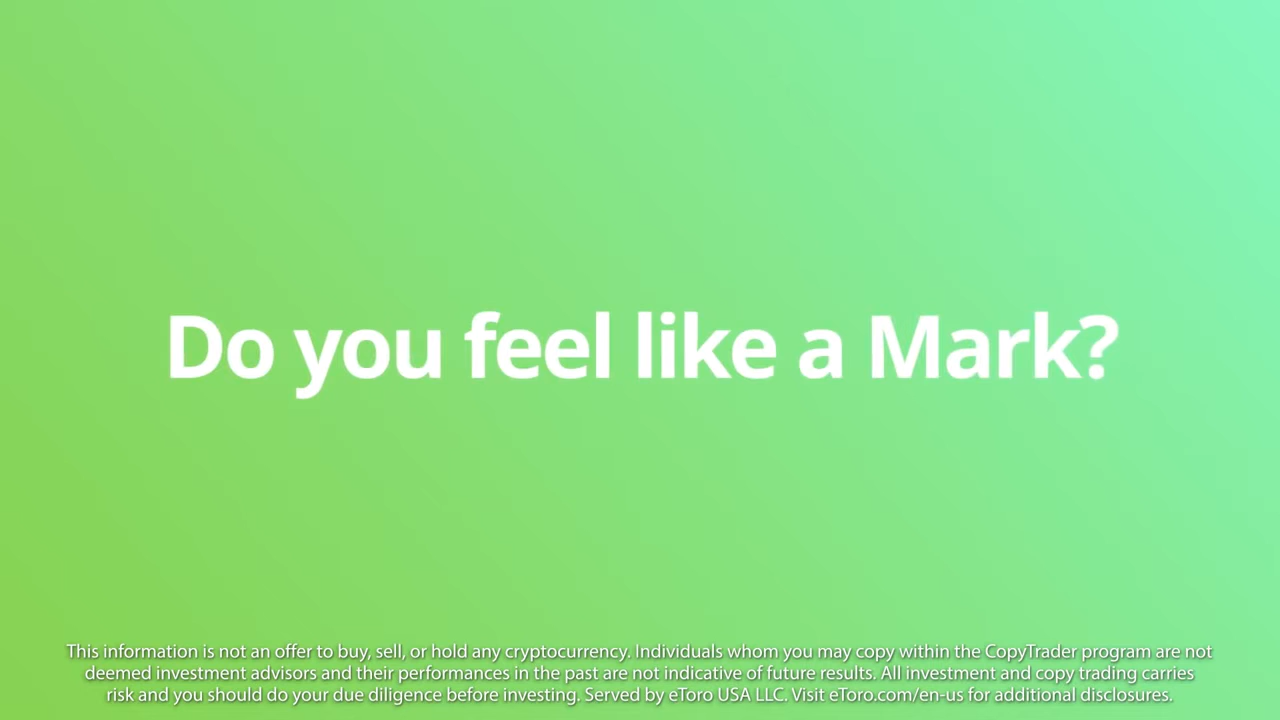 Do you feel like a Mark?
This information is not an offer to buy, sell, or hold any cryptocurrency. Individuals whom you may copy within the CopyTrader program are not
deemed investment advisors and their performances in the past are not indicative of future results. All investment and copy trading carries
risk and you should do your due diligence before investing. Served by eToro USA LLC. Visit eToro.com/en-us for additional disclosures.